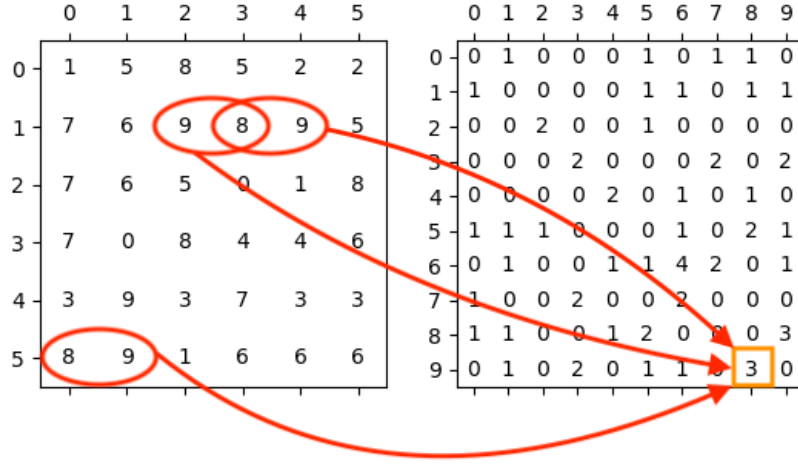 0 1 2 3 4 5
0 1 5 8 5 2 2
1 7 6 9 8 9 5
2 7 6 5 0 1 8
3 7 0 8 4 4 6
4 3 9 3 7 3 3
5 8 9 1 6 6 6
0 1 2 3 4 5 6 7 8 9
0 0 1 0 0 0 1 0 1 1 0
1 1 0 0 0 0 1 1 0 1 1
2 0 0 2 0 0 1 0 0 0 0
3 0 0 0 2 0 0 0 2 0 2
4 0 0 0 0 2 0 1 0 1 0
5 1 1 1 0 0 0 1 0 2 1
6 0 1 0 0 1 1 4 2 0 1
7 1 0 0 2 0 0 2 0 0 0
8 1 1 0 0 1 2 0 0 0 3
9 0 1 0 2 0 1 1 0 3 0